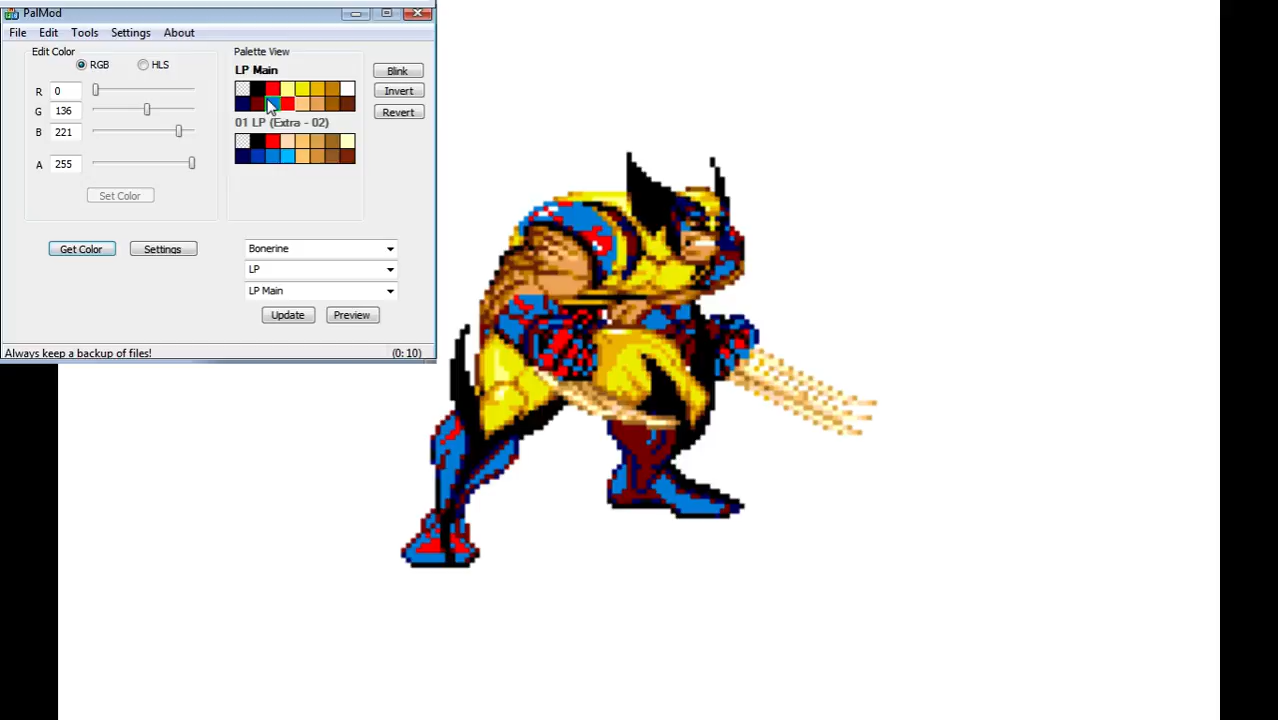 PalMod
File Edit Tools Settings About
Edit Color
RGB HLS
R 0
G 136
B 221
A 255
Set Color
Get Color Settings
Palette View
LP Main
01 LP (Extra - 02)
Blink
Invert
Revert
Bonerine
LP
LP Main
Update Preview
Always keep a backup of files! (0: 10)